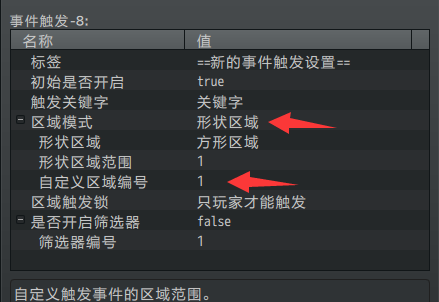 事件触发-8:
名称 值
标签 ==新的事件触发设置==
初始是否开启 true
触发关键字 关键字
区域模式 形状区域
形状区域 方形区域
形状区域范围 1
自定义区域编号 1
区域触发锁 只玩家才能触发
是否开启筛选器 false
筛选器编号 1
自定义触发事件的区域范围。